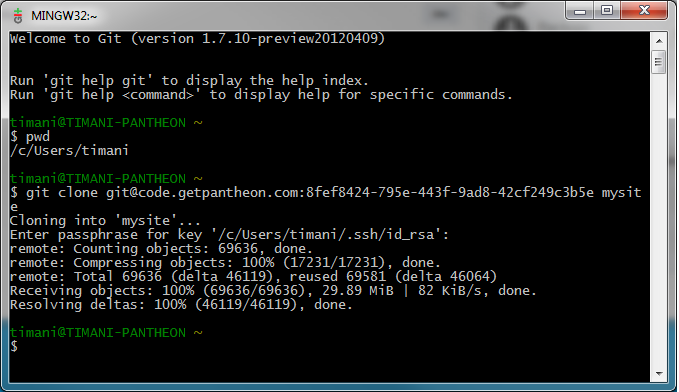 MINGW32:~
Welcome to Git (version 1.7.10-preview20120409)
Run 'git help git' to display the help index.
Run 'git help <command>' to display help for specific commands.
timani@TIMANI-PANTHEON ~
$ pwd
/c/Users/timani
timani@TIMANI-PANTHEON ~
$ git clone git@code.getpantheon.com:8fef8424-795e-443f-9ad8-42cf249c3b5e mysit
e
Cloning into 'mysite'...
Enter passphrase for key '/c/Users/timani/.ssh/id_rsa':
remote: Counting objects: 69636, done.
remote: Compressing objects: 100% (17231/17231), done.
remote: Total 69636 (delta 46119), reused 69581 (delta 46064)
Receiving objects: 100% (69636/69636), 29.89 MiB | 82 KiB/s, done.
Resolving deltas: 100% (46119/46119), done.
timani@TIMANI-PANTHEON ~
$